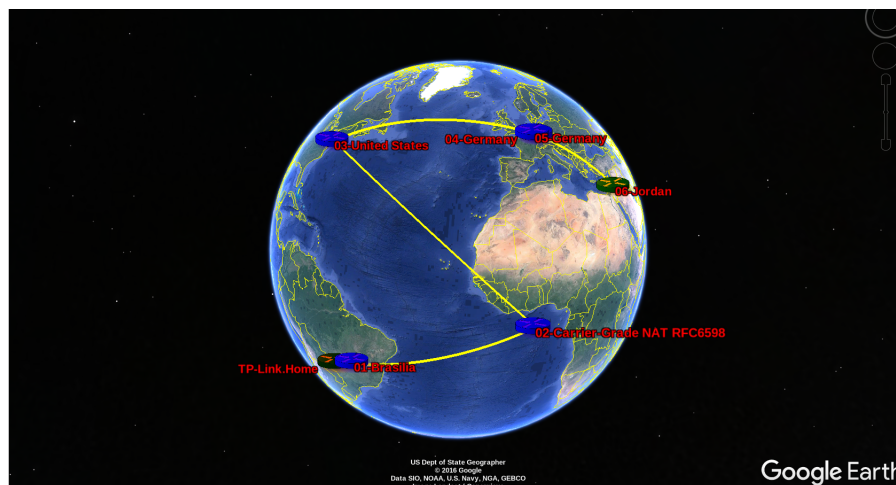 03-United States
04-Germany
05-Germany
06-Jordan
02-Carrier-Grade NAT RFC6598
TP-Link.Home
01-Brasilia
US Dept of State Geographer
© 2016 Google
Data SIO, NOAA, U.S. Navy, NGA, GEBCO
Google Earth